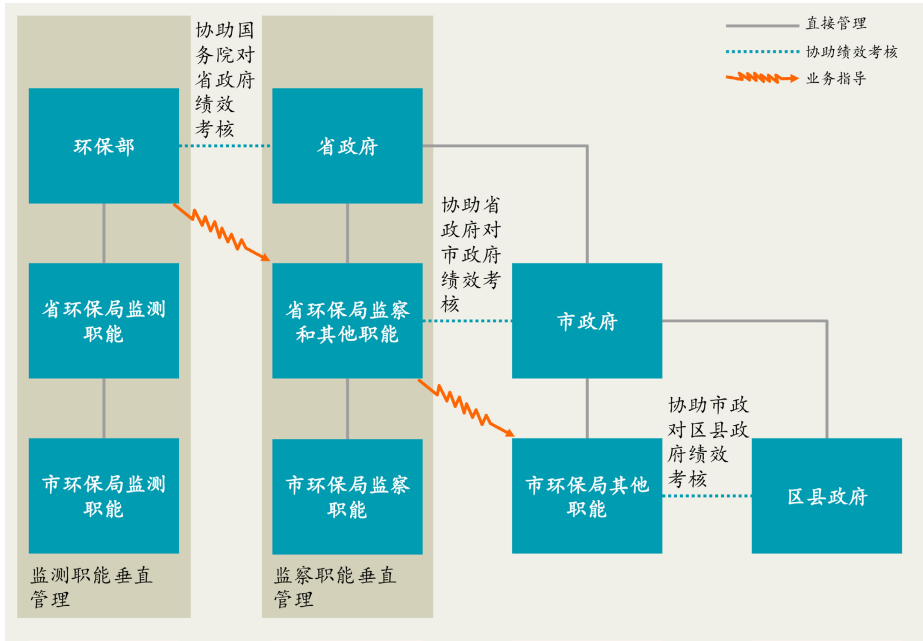 协助国
务院对
省政府
绩效
考核
直接管理
协助绩效考核
业务指导
环保部
省政府
协助省
政府对
市政府
绩效考
核
省环保局监测
职能
省环保局监察
和其他职能
市政府
协助市政
对区县政
府绩效
考核
市环保局监测
职能
市环保局监察
职能
市环保局其他
职能
区县政府
监测职能垂直
管理
监察职能垂直
管理